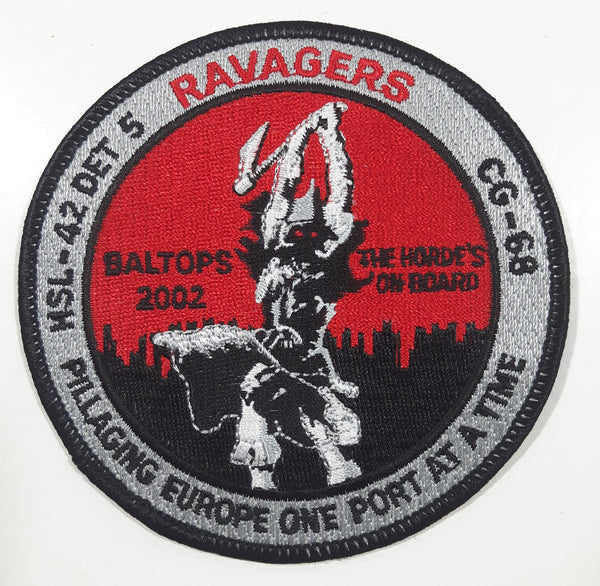 HSL-42 DET 5 RAVAGERS CG-68
BALTOPS
2002
THE HORDE'S
ON BOARD
PILLAGING EUROPE ONE PORT AT A TIME